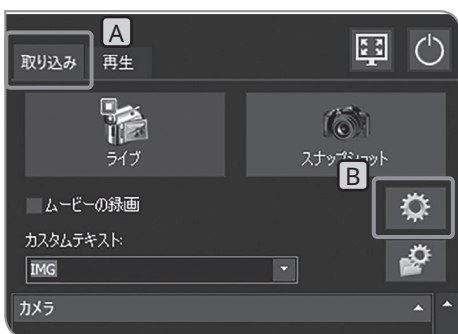 A
取り込み 再生
ライブ スナップショット
B
ムービーの録画
カスタムテキスト:
IMG
カメラ